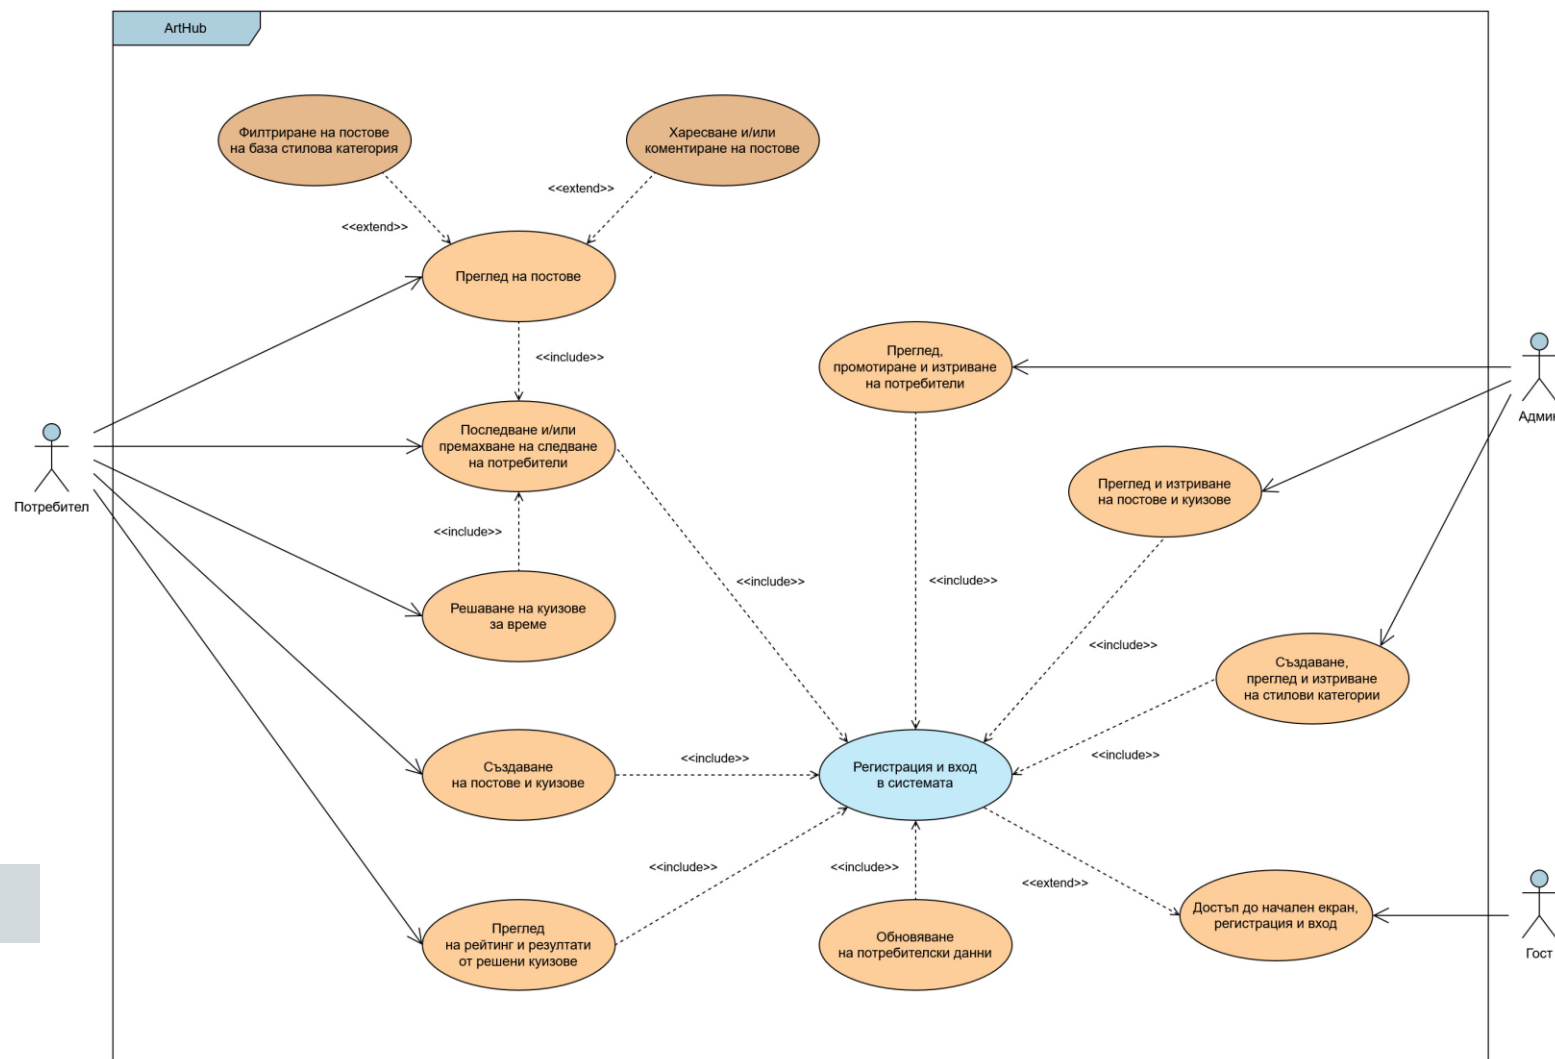 ArtHub
Филтриране на постове
на база стилова категория
Харесване и/или
коментиране на постове
<<extend>>
<<extend>>
Преглед на постове
<<include>>
Преглед,
промотиране и изтриване
на потребители
Админ
Последване и/или
премахване на следване
на потребители
Потребител
Преглед и изтриване
на постове и куизове
<<include>>
<<include>>
<<include>>
Решаване на куизове
за време
<<include>>
Създаване,
преглед и изтриване
на стилови категории
<<include>>
<<include>>
Създаване
на постове и куизове
Регистрация и вход
в системата
<<include>>
<<include>>
<<extend>>
Преглед
на рейтинг и резултати
от решени куизове
Обновяване
на потребителски данни
Достъп до начален екран,
регистрация и вход
Гост